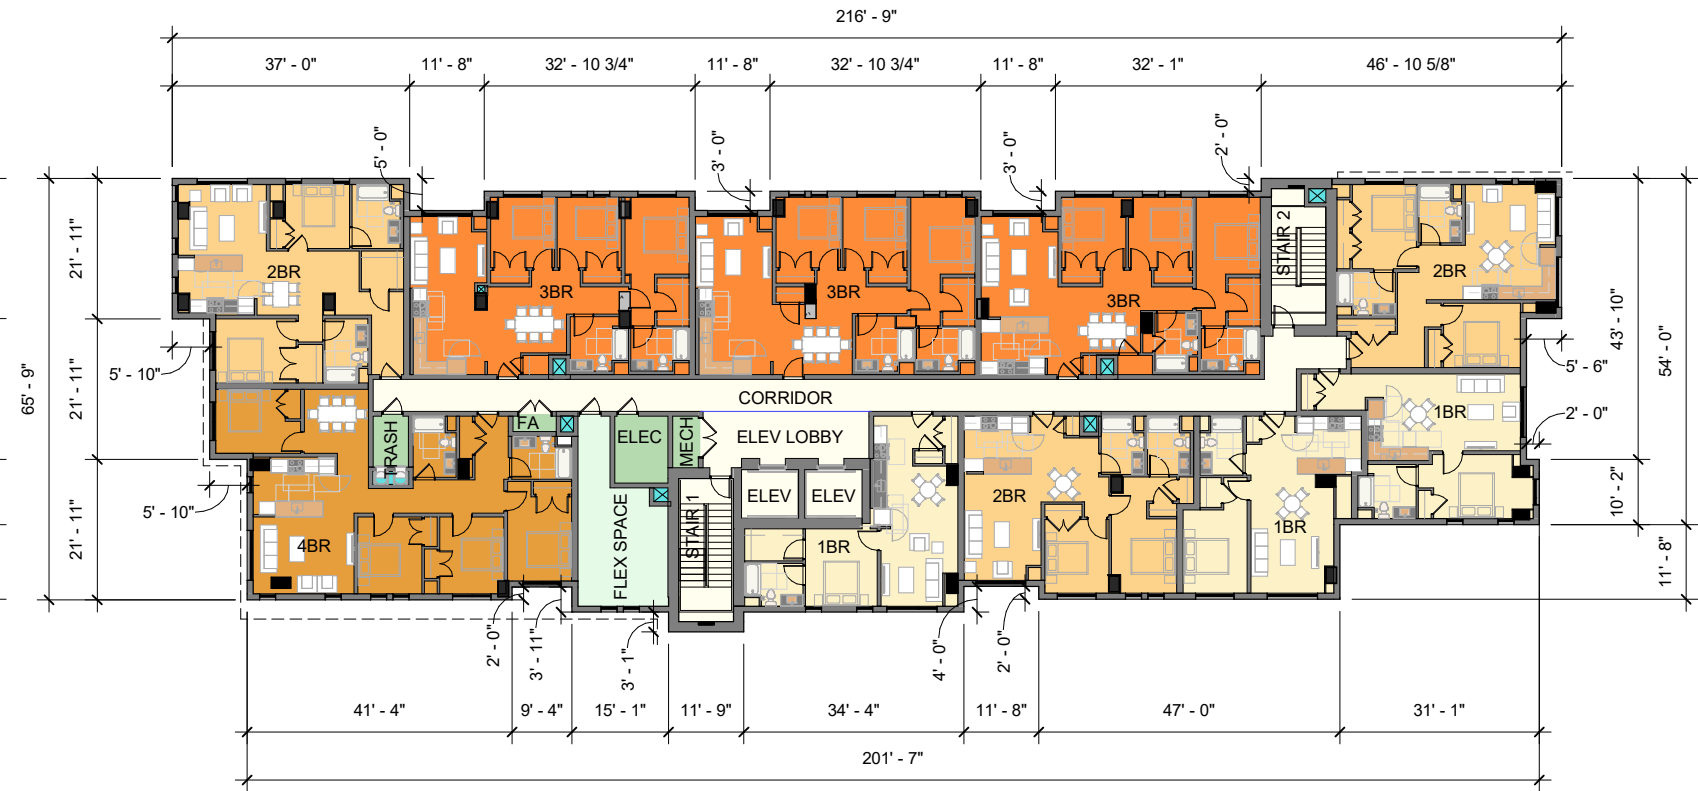 216' - 9"
37' - 0"
11' - 8"
32' - 10 3/4"
11' - 8"
32' - 10 3/4"
11' - 8"
32' - 1"
46' - 10 5/8"
5' - 0"
3' - 0"
3' - 0"
2' - 0"
65' - 9"
21' - 11"
21' - 11"
21' - 11"
5' - 10"
5' - 10"
2BR
3BR
3BR
3BR
STAIR 2
2BR
43' - 10"
54' - 0"
5' - 6"
2' - 0"
10' - 2"
11' - 8"
CORRIDOR
1BR
TRASH
FA
ELEC
MECH
ELEV LOBBY
ELEV
ELEV
STAIR 1
FLEX SPACE
4BR
1BR
2BR
1BR
2' - 0"
3' - 11"
3' - 1"
4' - 0"
2' - 0"
41' - 4"
9' - 4"
15' - 1"
11' - 9"
34' - 4"
11' - 8"
47' - 0"
31' - 1"
201' - 7"